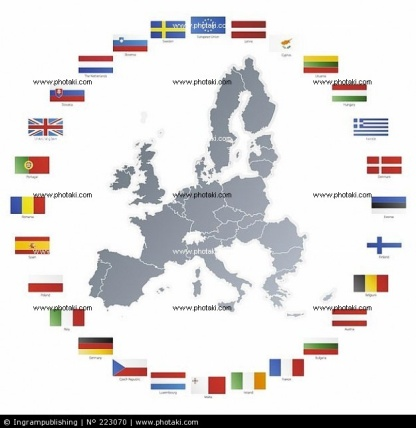 European Union
Sweden
Latvia
Slovenia
Cyprus
The Netherlands
Lithuania
www.photaki.com
www.photaki.com
www.photaki.com
Slovakia
Hungary
www.photaki.com
Greece
Portugal
Denmark
www.photaki.com
www.photaki.com
www.photaki.com
Romania
Estonia
Spain
Finland
www.photaki.com
Poland
Belgium
www.photaki.com
www.photaki.com
www.photaki.com
Italy
Austria
Germany
Bulgaria
Czech Republic
France
Luxembourg
Ireland
Malta
© Ingrampublishing | Nº 223070 | www.photaki.com